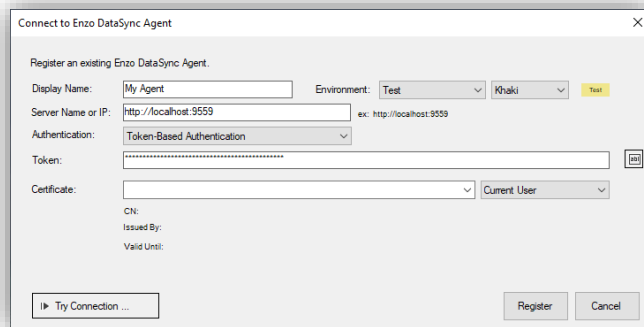 Connect to Enzo DataSync Agent
Register an existing Enzo DataSync Agent.
Display Name: My Agent Environment: Test Khaki Test
Server Name or IP: http://localhost:9559 ex: http://localhost:9559
Authentication: Token-Based Authentication
Token: **********************************************
Certificate: Current User
CN:
Issued By:
Valid Until:
Try Connection ... Register Cancel